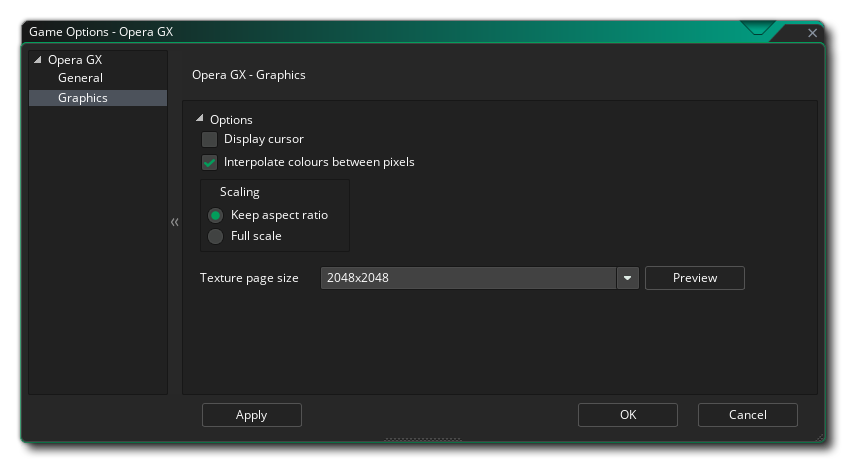 Game Options - Opera GX
Opera GX
General
Graphics
Opera GX - Graphics
Options
Display cursor
Interpolate colours between pixels
Scaling
Keep aspect ratio
Full scale
Texture page size 2048x2048 Preview
Apply OK Cancel